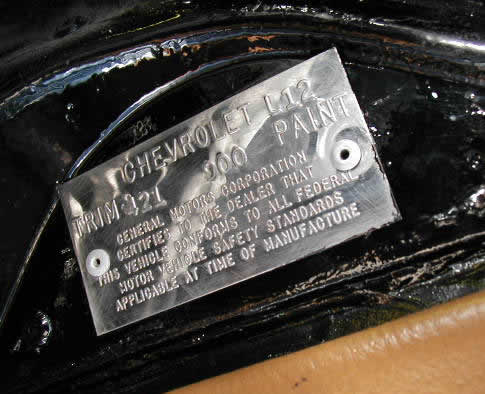 CHEVROLET L12
TRIM 421 900 PAINT
GENERAL MOTORS CORPORATION
CERTIFIES TO THE DEALER THAT
THIS VEHICLE CONFORMS TO ALL FEDERAL
MOTOR VEHICLE SAFETY STANDARDS
APPLICABLE AT TIME OF MANUFACTURE